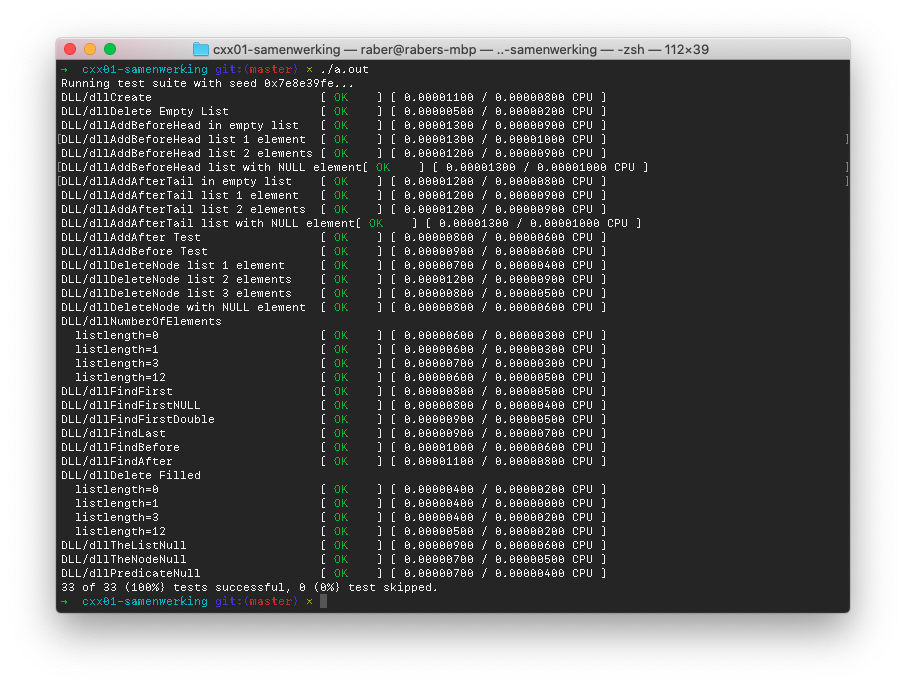 cxx01-samenwerking — raber@rabers-mbp — ..-samenwerking — -zsh — 112×39
→ cxx01-samenwerking git:(master) × ./a.out
Running test suite with seed 0x7e8e39fe...
DLL/dllCreate [ OK ] [ 0.00001100 / 0.00000800 CPU ]
DLL/dllDelete Empty List [ OK ] [ 0.00000500 / 0.00000200 CPU ]
DLL/dllAddBeforeHead in empty list [ OK ] [ 0.00001300 / 0.00000900 CPU ]
[DLL/dllAddBeforeHead list 1 element [ OK ] [ 0.00001300 / 0.00001000 CPU ] ]
DLL/dllAddBeforeHead list 2 elements [ OK ] [ 0.00001200 / 0.00000900 CPU ]
[DLL/dllAddBeforeHead list with NULL element[ OK ] [ 0.00001300 / 0.00001000 CPU ] ]
[DLL/dllAddAfterTail in empty list [ OK ] [ 0.00001200 / 0.00000800 CPU ] ]
DLL/dllAddAfterTail list 1 element [ OK ] [ 0.00001200 / 0.00000900 CPU ]
DLL/dllAddAfterTail list 2 elements [ OK ] [ 0.00001200 / 0.00000900 CPU ]
DLL/dllAddAfterTail list with NULL element[ OK ] [ 0.00001300 / 0.00001000 CPU ]
DLL/dllAddAfter Test [ OK ] [ 0.00000800 / 0.00000600 CPU ]
DLL/dllAddBefore Test [ OK ] [ 0.00000900 / 0.00000600 CPU ]
DLL/dllDeleteNode list 1 element [ OK ] [ 0.00000700 / 0.00000400 CPU ]
DLL/dllDeleteNode list 2 elements [ OK ] [ 0.00001200 / 0.00000900 CPU ]
DLL/dllDeleteNode list 3 elements [ OK ] [ 0.00000800 / 0.00000500 CPU ]
DLL/dllDeleteNode with NULL element [ OK ] [ 0.00000800 / 0.00000600 CPU ]
DLL/dllNumberOfElements
listlength=0 [ OK ] [ 0.00000600 / 0.00000300 CPU ]
listlength=1 [ OK ] [ 0.00000600 / 0.00000300 CPU ]
listlength=3 [ OK ] [ 0.00000700 / 0.00000300 CPU ]
listlength=12 [ OK ] [ 0.00000600 / 0.00000500 CPU ]
DLL/dllFindFirst [ OK ] [ 0.00000800 / 0.00000500 CPU ]
DLL/dllFindFirstNULL [ OK ] [ 0.00000800 / 0.00000400 CPU ]
DLL/dllFindFirstDouble [ OK ] [ 0.00000900 / 0.00000500 CPU ]
DLL/dllFindLast [ OK ] [ 0.00000900 / 0.00000700 CPU ]
DLL/dllFindBefore [ OK ] [ 0.00001000 / 0.00000600 CPU ]
DLL/dllFindAfter [ OK ] [ 0.00001100 / 0.00000800 CPU ]
DLL/dllDelete Filled
listlength=0 [ OK ] [ 0.00000400 / 0.00000200 CPU ]
listlength=1 [ OK ] [ 0.00000400 / 0.00000000 CPU ]
listlength=3 [ OK ] [ 0.00000400 / 0.00000200 CPU ]
listlength=12 [ OK ] [ 0.00000500 / 0.00000200 CPU ]
DLL/dllTheListNull [ OK ] [ 0.00000900 / 0.00000600 CPU ]
DLL/dllTheNodeNull [ OK ] [ 0.00000700 / 0.00000500 CPU ]
DLL/dllPredicateNull [ OK ] [ 0.00000700 / 0.00000400 CPU ]
33 of 33 (100%) tests successful, 0 (0%) test skipped.
→ cxx01-samenwerking git:(master) ×